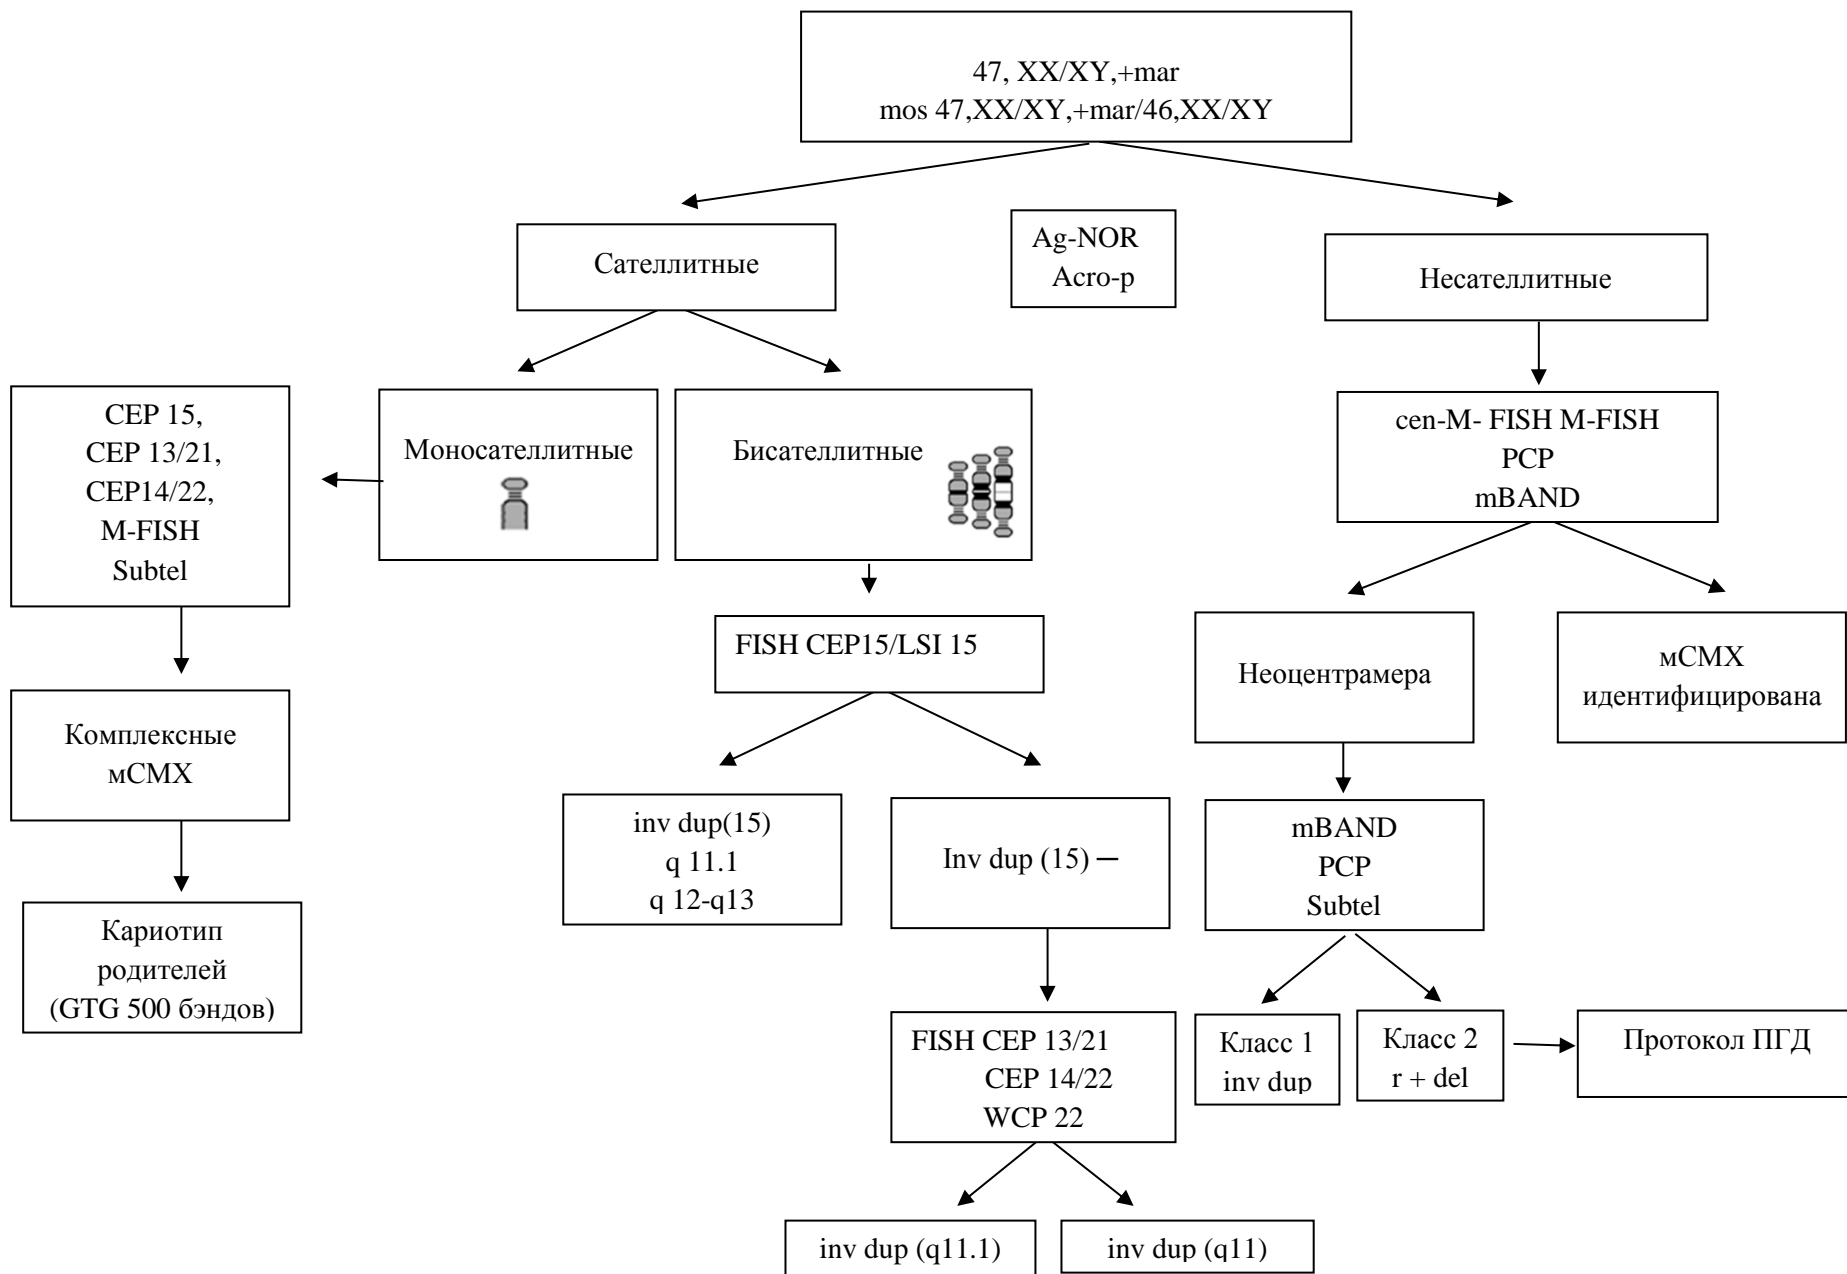 47, XX/XY,+mar
mos 47,XX/XY,+mar/46,XX/XY
Сателлитные
Ag-NOR
Acro-p
Несателлитные
CEP 15,
CEP 13/21,
CEP14/22,
M-FISH
Subtel
Моносателлитные
Бисателлитные
cen-M- FISH M-FISH
PCP
mBAND
FISH CEP15/LSI 15
Неоцентрамера
мСМХ
идентифицирована
Комплексные
мСМХ
inv dup(15)
q 11.1
q 12-q13
Inv dup (15) –
mBAND
PCP
Subtel
Кариотип
родителей
(GTG 500 бэндов)
FISH CEP 13/21
CEP 14/22
WCP 22
Класс 1
inv dup
Класс 2
r + del
Протокол ПГД
inv dup (q11.1)
inv dup (q11)